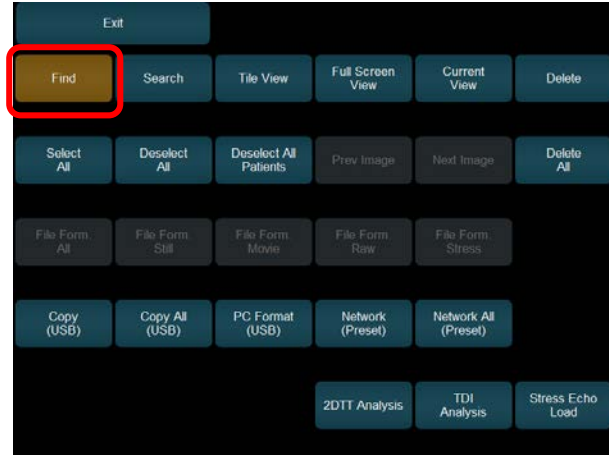 Exit
Find
Search
Tile View
Full Screen
View
Current
View
Delete
Select
All
Deselect
All
Deselect All
Patients
Prev Image
Next Image
Delete
All
File Form.
All
File Form.
Still
File Form.
Movie
File Form.
Raw
File Form.
Stress
Copy
(USB)
Copy All
(USB)
PC Format
(USB)
Network
(Preset)
Network All
(Preset)
2DTT Analysis
TDI
Analysis
Stress Echo
Load